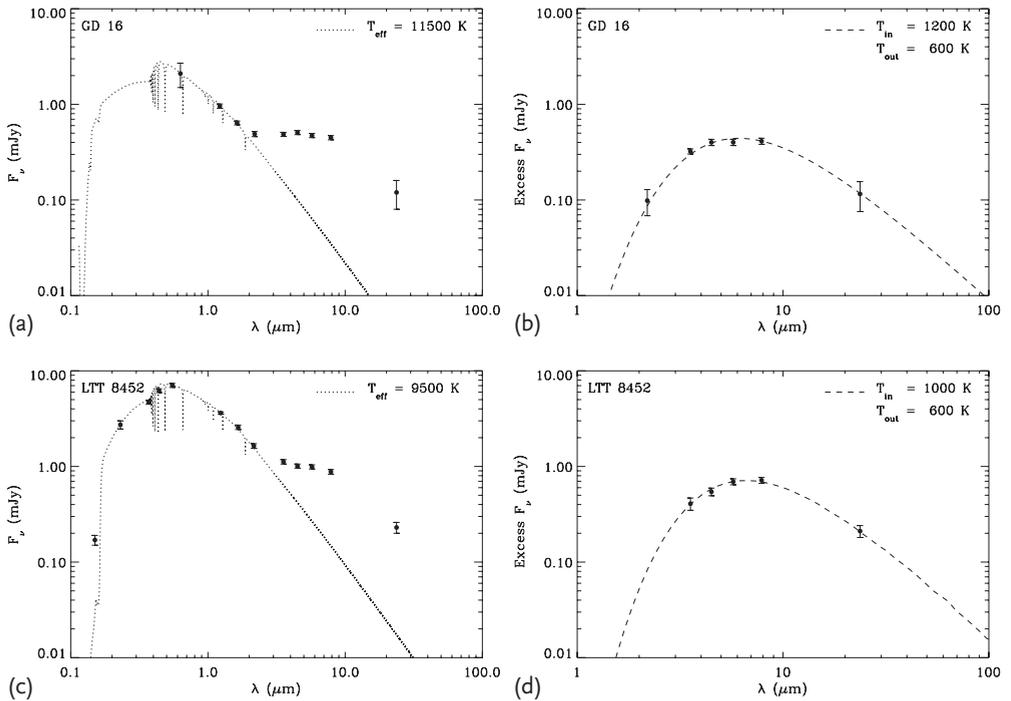 10.00
GD 16
T_eff = 11500 K
1.00
F_ν (mJy)
0.10
0.01
0.1 1.0 10.0 100.0
(a)
λ (μm)
10.00
GD 16
T_in = 1200 K
T_out = 600 K
1.00
Excess F_ν (mJy)
0.10
0.01
1 10 100
(b)
λ (μm)
10.00
LTT 8452
T_eff = 9500 K
1.00
F_ν (mJy)
0.10
0.01
0.1 1.0 10.0 100.0
(c)
λ (μm)
10.00
LTT 8452
T_in = 1000 K
T_out = 600 K
1.00
Excess F_ν (mJy)
0.10
0.01
1 10 100
(d)
λ (μm)